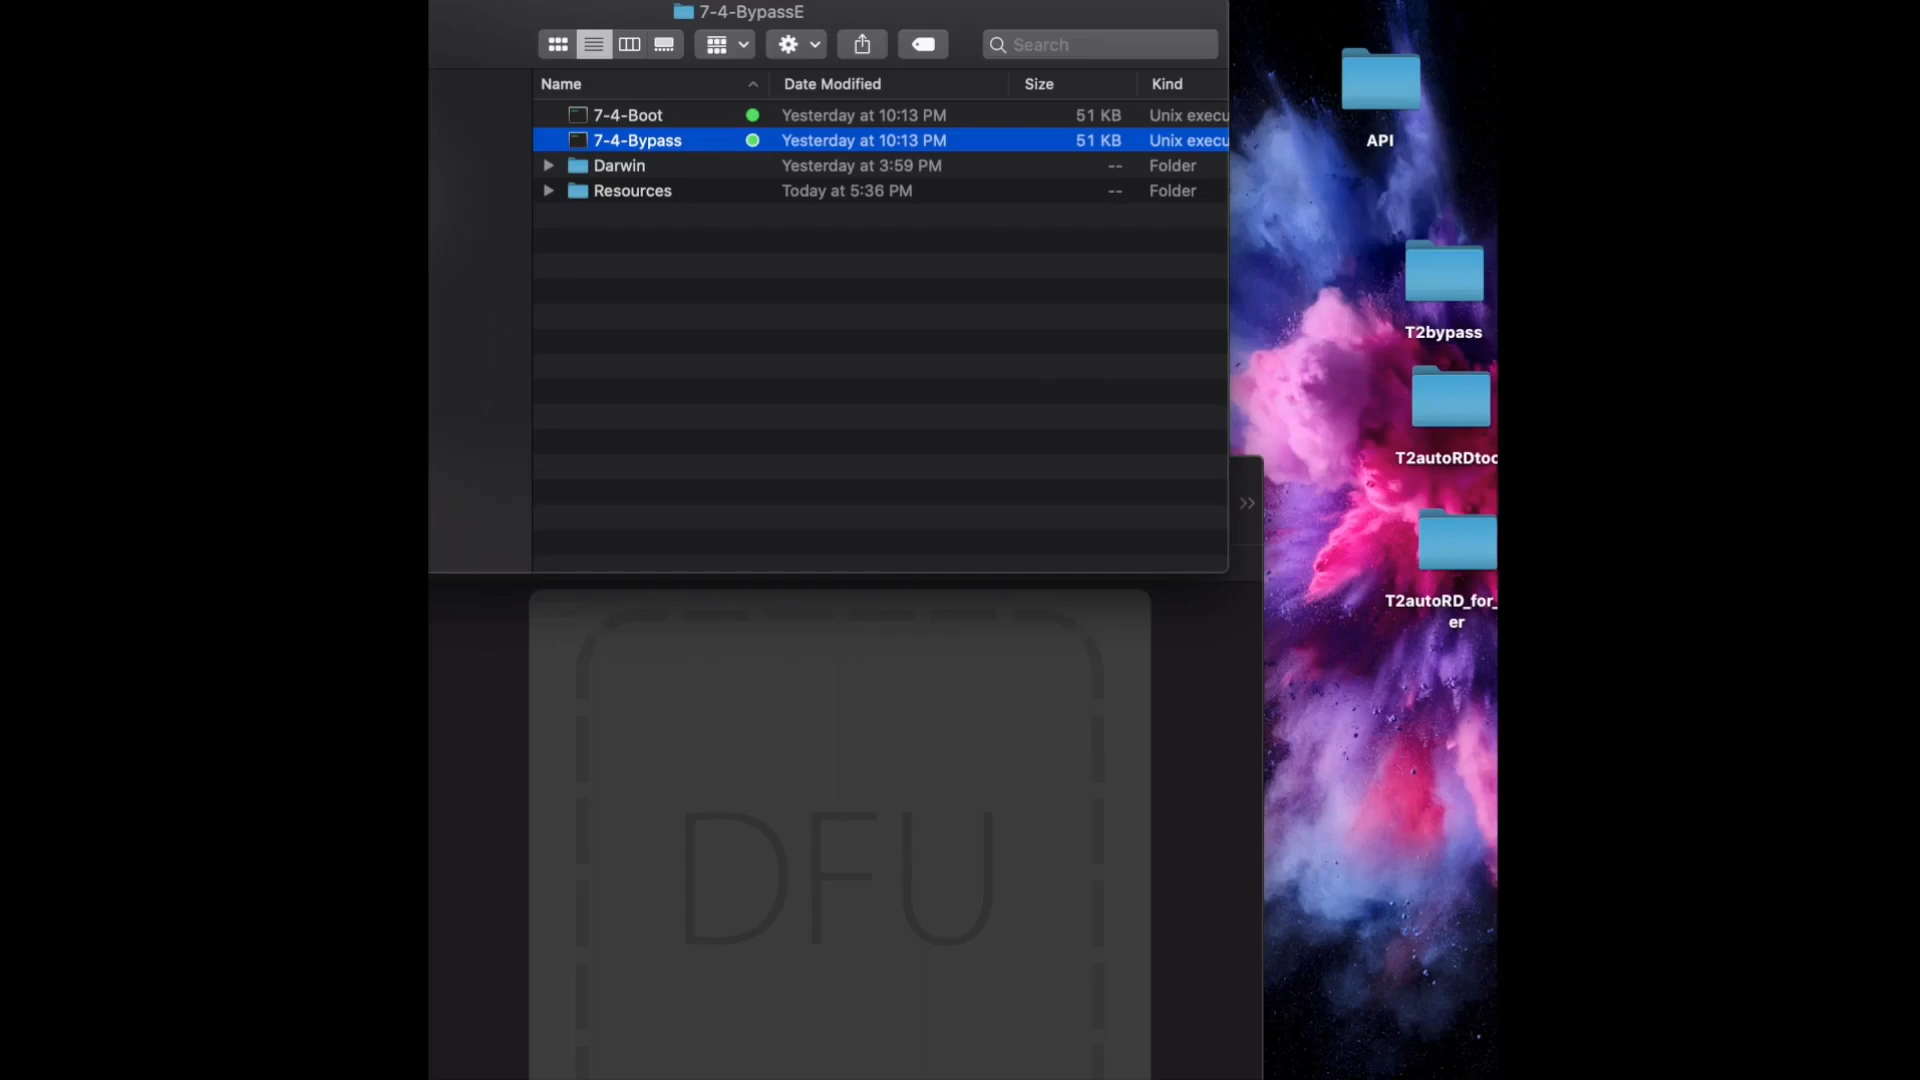 7-4-BypassE
Search
Name Date Modified Size Kind
7-4-Boot Yesterday at 10:13 PM 51 KB Unix execu
7-4-Bypass Yesterday at 10:13 PM 51 KB Unix execu
Darwin Yesterday at 3:59 PM -- Folder
Resources Today at 5:36 PM -- Folder
API
T2bypass
T2autoRDtoo
T2autoRD_for_
er
DFU